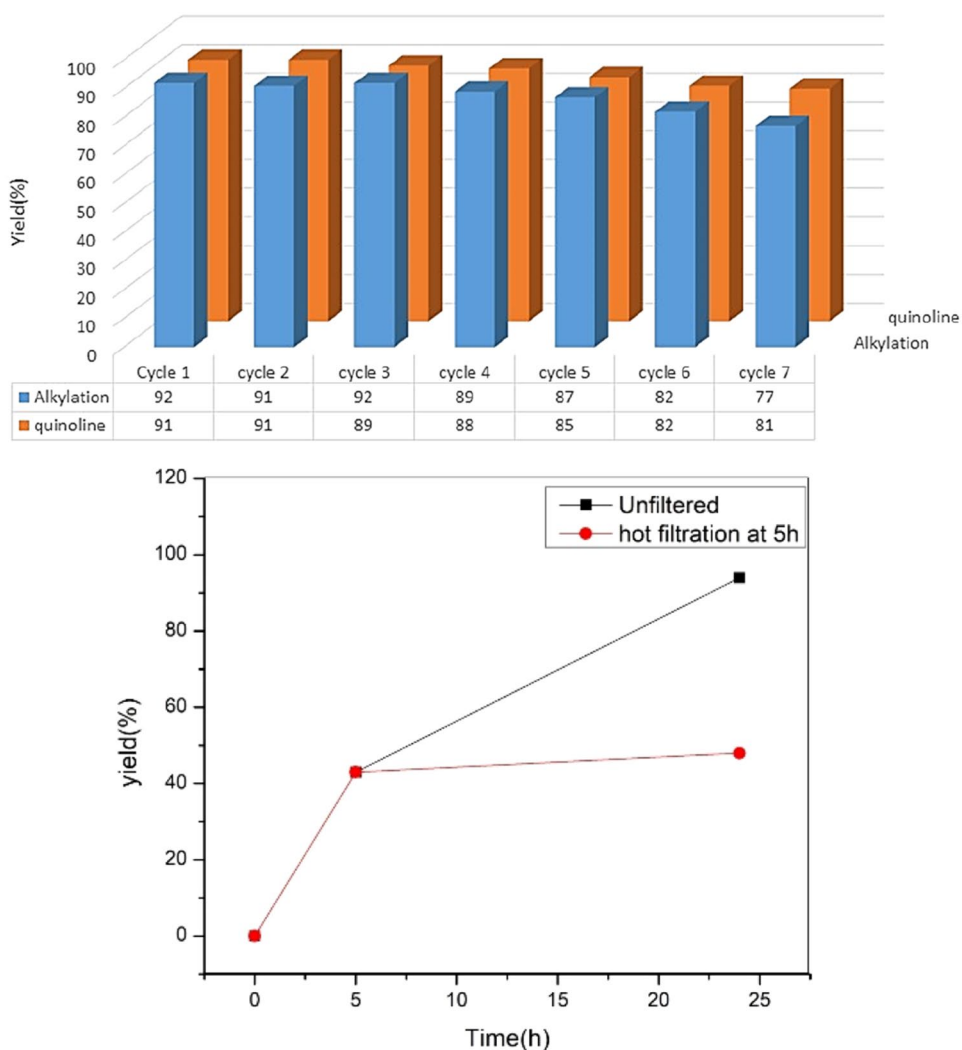 100
90
80
70
60
50
40
30
20
10
0
Yield(%)
quinoline
Alkylation
Cycle 1 cycle 2 cycle 3 cycle 4 cycle 5 cycle 6 cycle 7
Alkylation 92 91 92 89 87 82 77
quinoline 91 91 89 88 85 82 81
120
100
80
60
40
20
0
yield(%)
Unfiltered
hot filtration at 5h
0 5 10 15 20 25
Time(h)